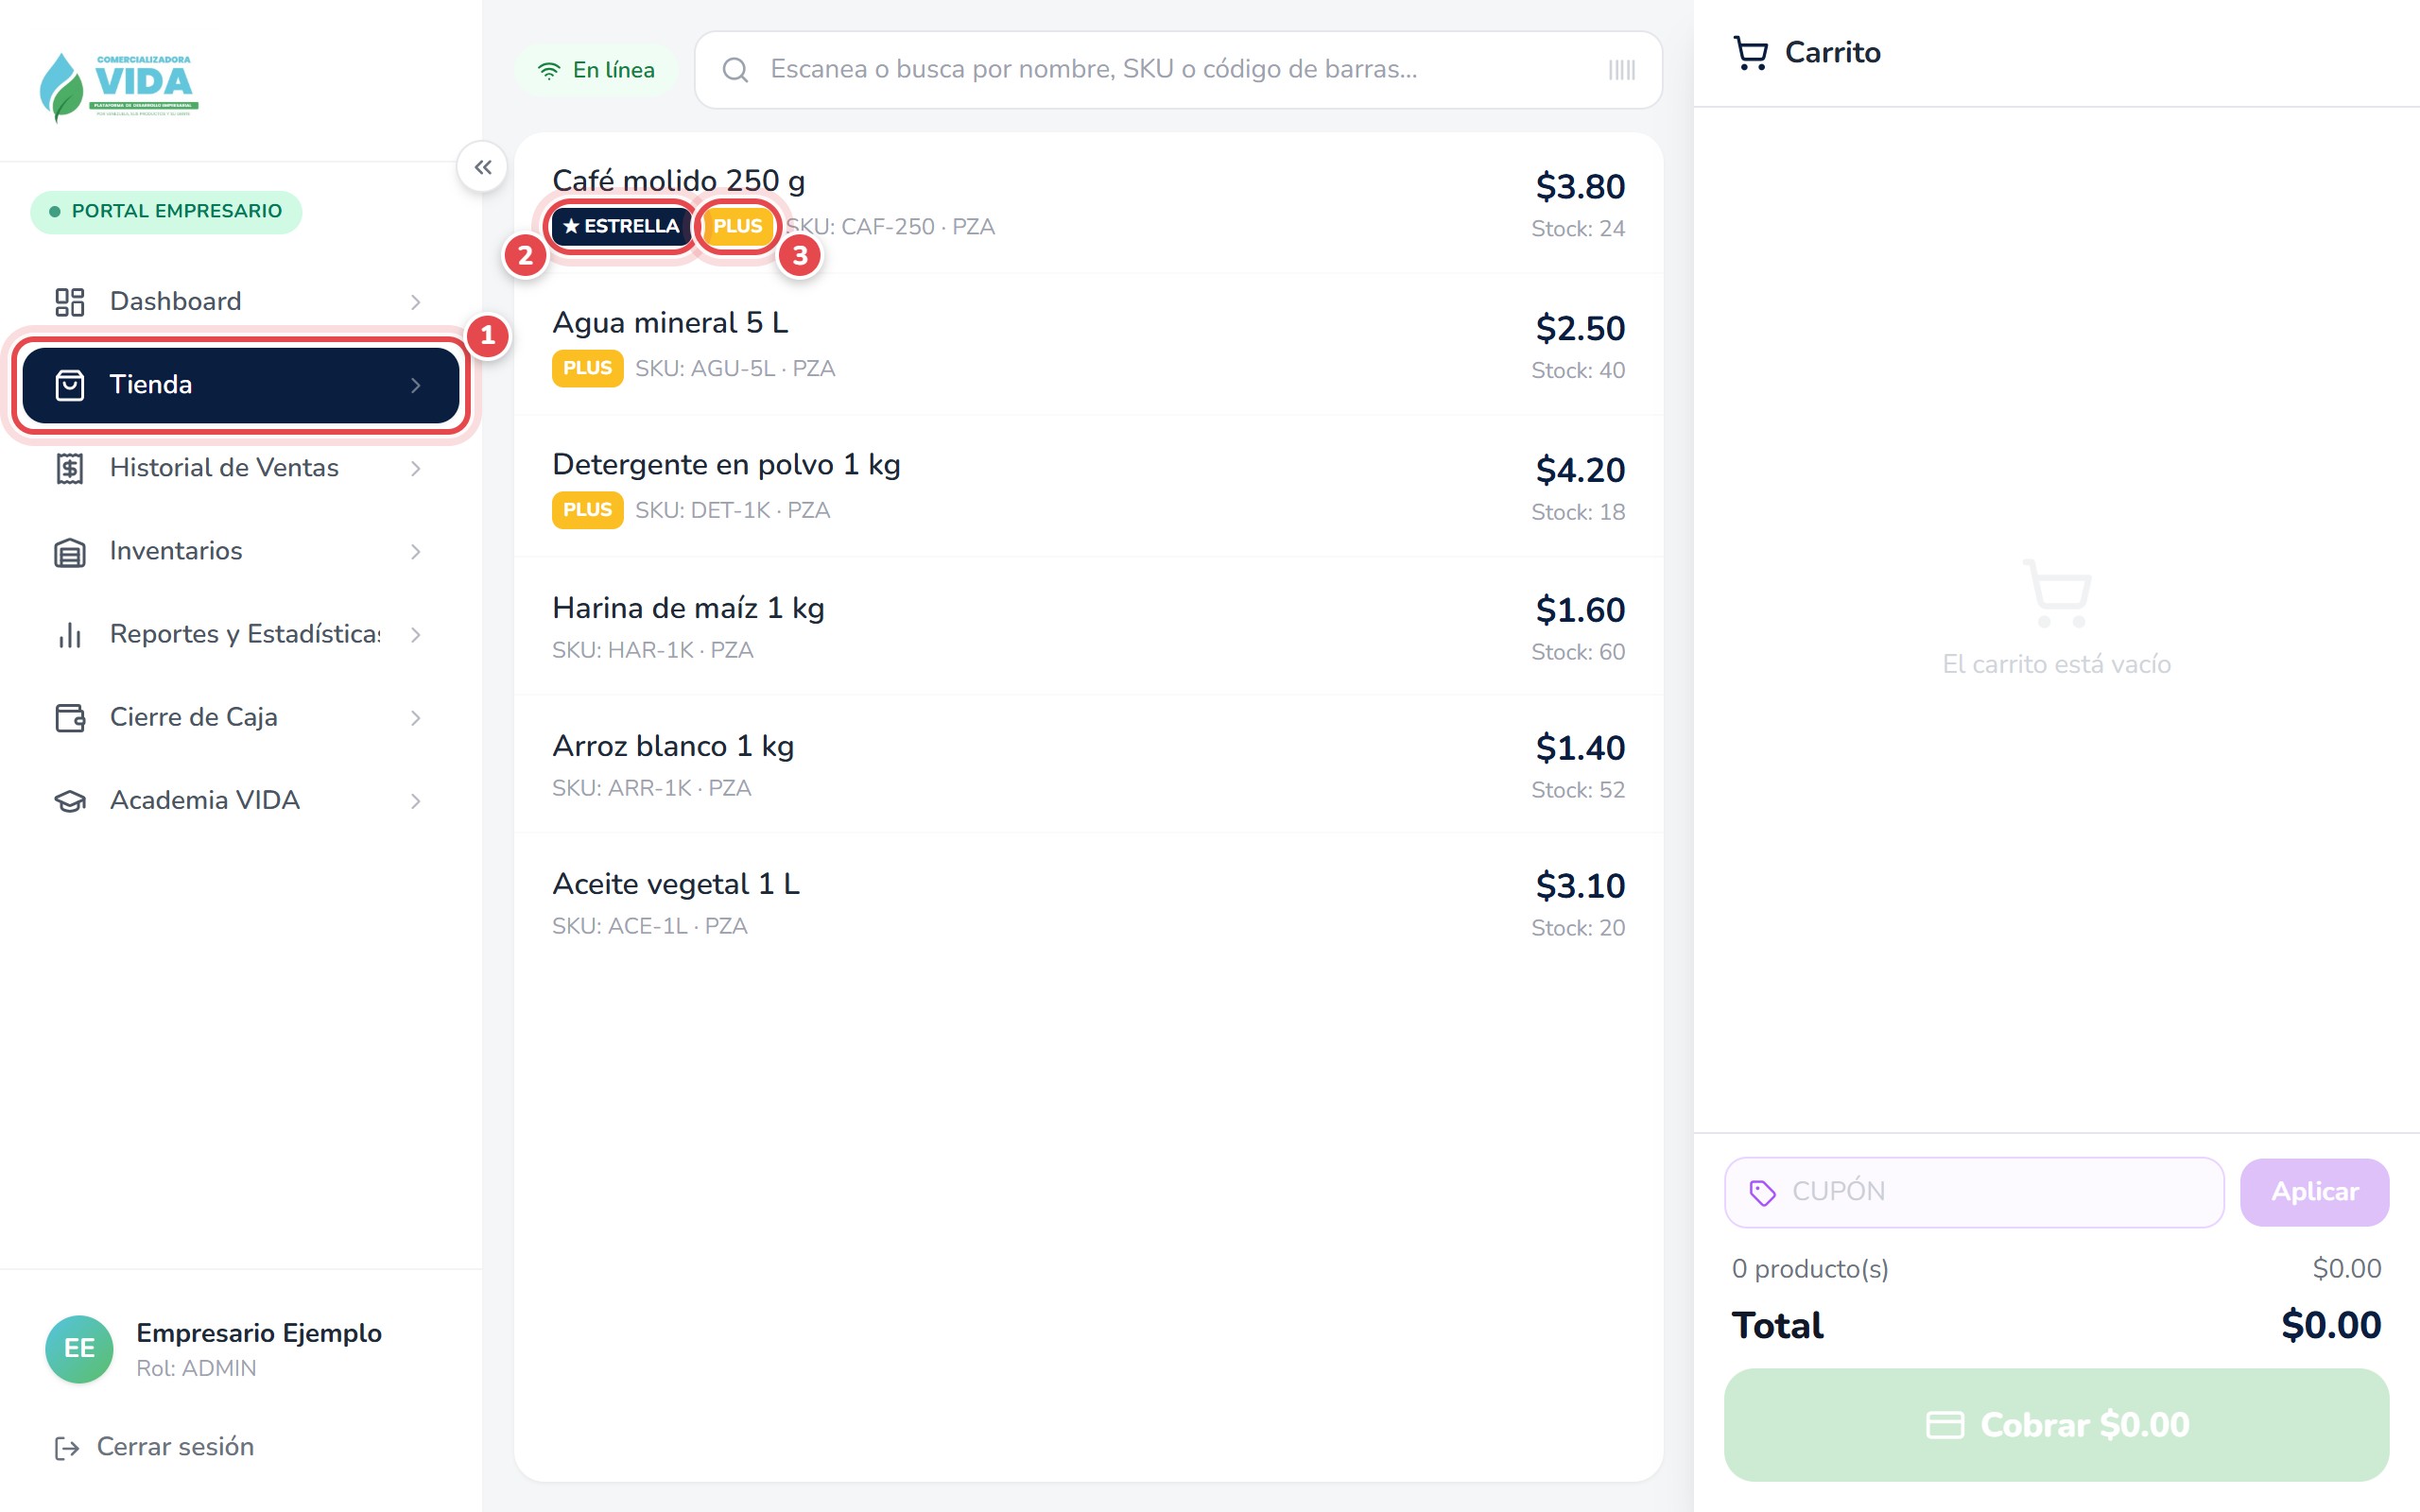 COMERCIALIZADORA
VIDA
PLATAFORMA DE DESARROLLO EMPRESARIAL
PORTAL EMPRESARIO
Dashboard
1
Tienda
Historial de Ventas
Inventarios
Reportes y Estadísticas
Cierre de Caja
Academia VIDA
EE
Empresario Ejemplo
Rol: ADMIN
Cerrar sesión
En línea
Escanea o busca por nombre, SKU o código de barras...
Café molido 250 g
$3.80
★ ESTRELLA PLUS SKU: CAF-250 · PZA
Stock: 24
2
3
Agua mineral 5 L
$2.50
PLUS SKU: AGU-5L · PZA
Stock: 40
Detergente en polvo 1 kg
$4.20
PLUS SKU: DET-1K · PZA
Stock: 18
Harina de maíz 1 kg
$1.60
SKU: HAR-1K · PZA
Stock: 60
Arroz blanco 1 kg
$1.40
SKU: ARR-1K · PZA
Stock: 52
Aceite vegetal 1 L
$3.10
SKU: ACE-1L · PZA
Stock: 20
Carrito
El carrito está vacío
CUPÓN
Aplicar
0 producto(s) $0.00
Total $0.00
Cobrar $0.00